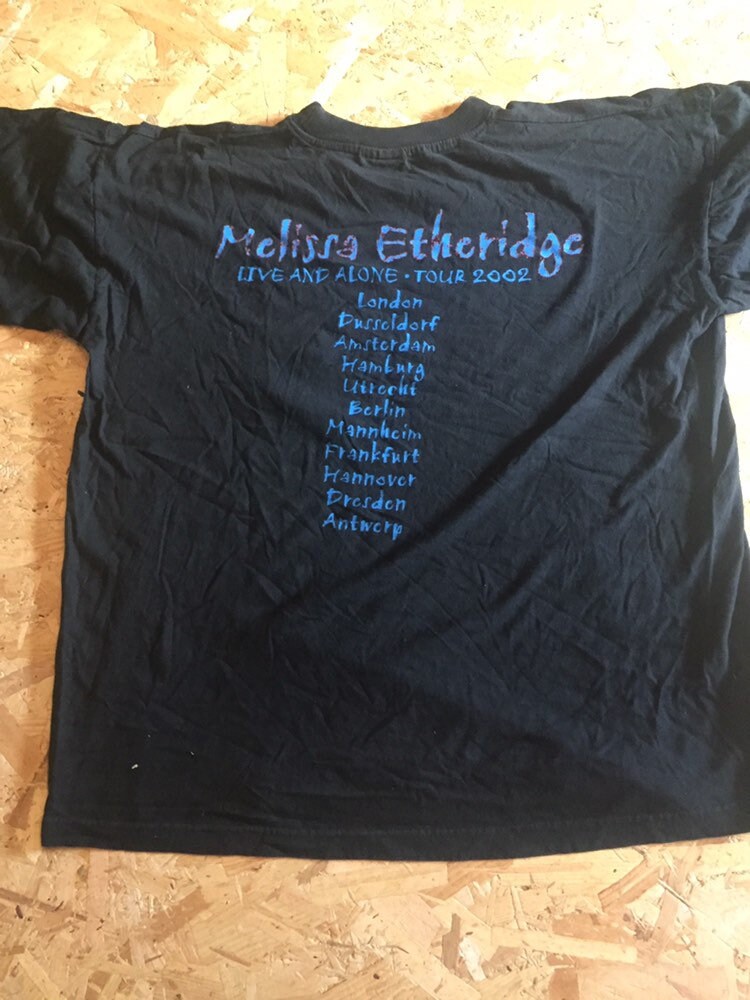 Melissa Etheridge
LIVE AND ALONE • TOUR 2002
London
Dusseldorf
Amsterdam
Hamburg
Utrecht
Berlin
Mannheim
Frankfurt
Hannover
Dresden
Antwerp